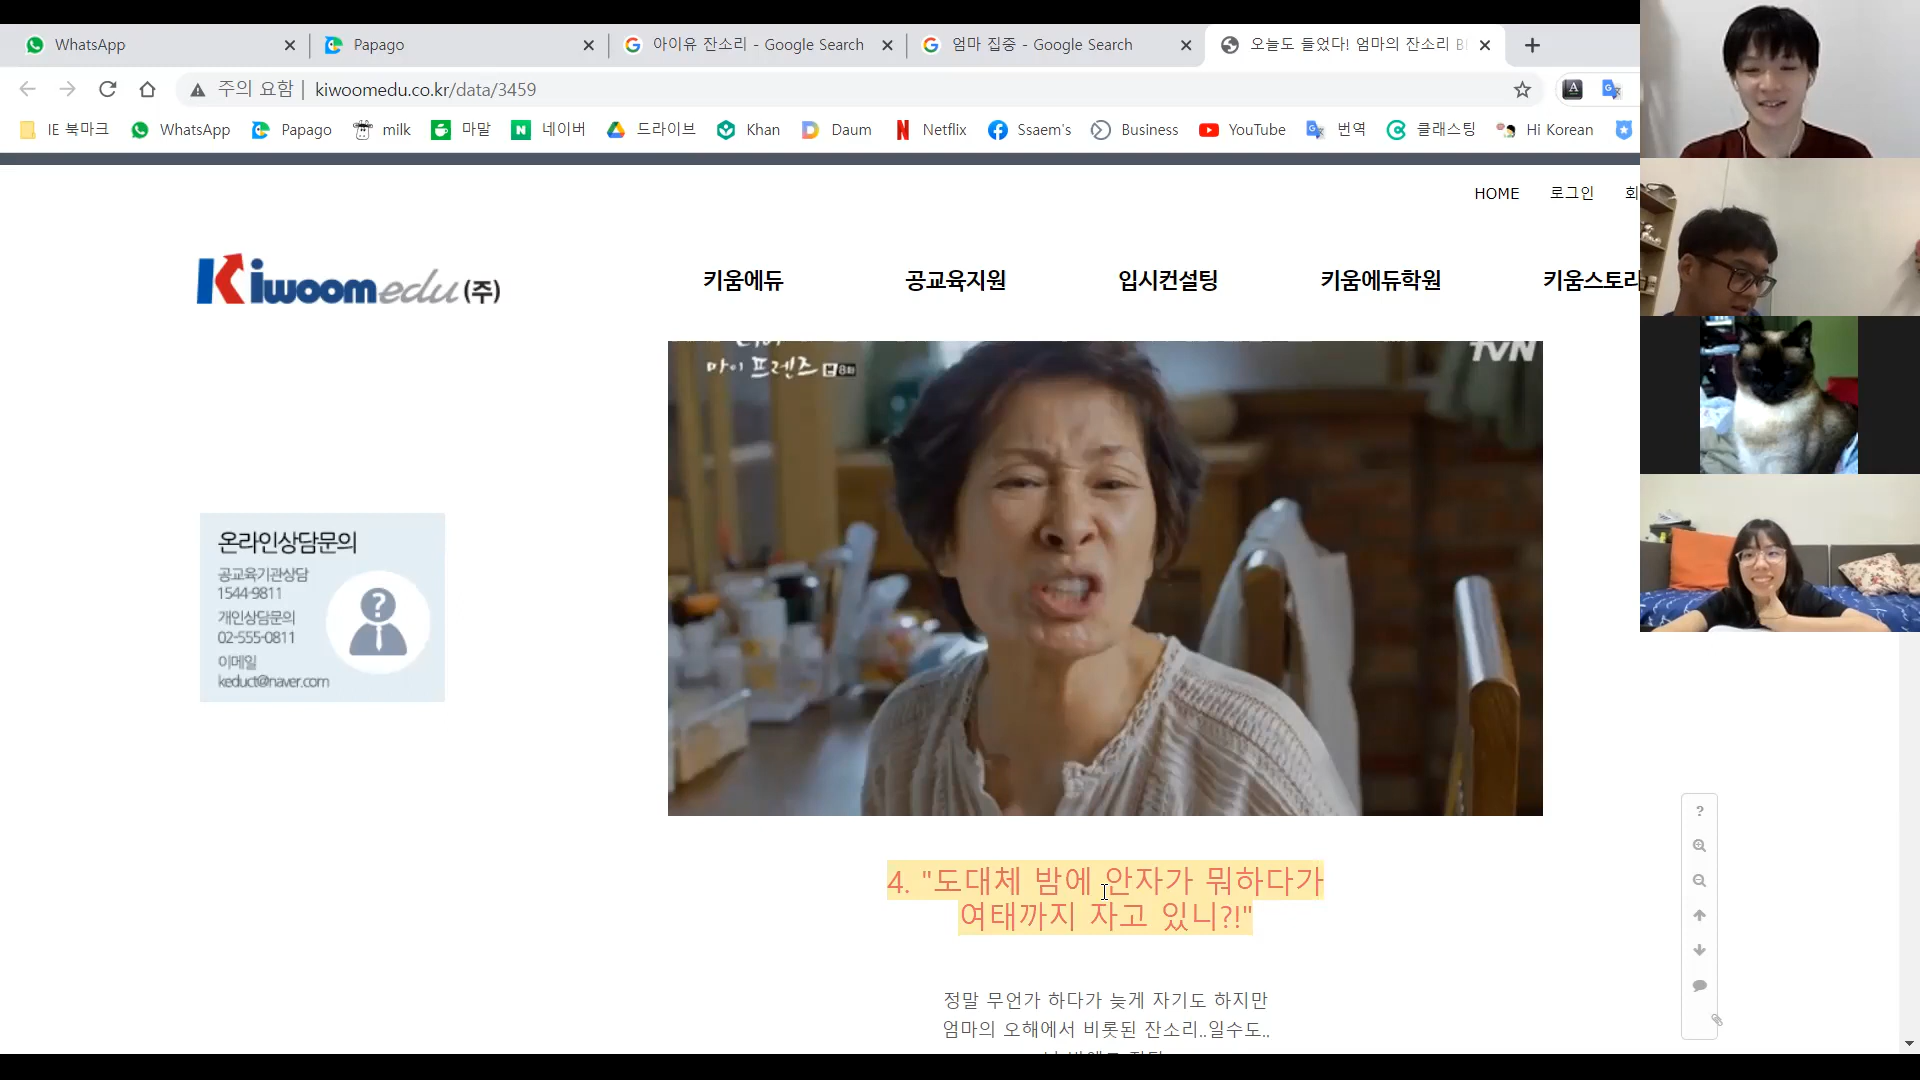 WhatsApp
Papago
아이유 잔소리 - Google Search
엄마 집중 - Google Search
오늘도 들었다! 엄마의 잔소리
주의 요함 | kiwoomedu.co.kr/data/3459
IE 북마크 WhatsApp Papago milk 마말 네이버 드라이브 Khan Daum Netflix Ssaem's Business YouTube 번역 클래스팅 Hi Korean
HOME 로그인 회
Kiwoomedu(주)
키움에듀 공교육지원 입시컨설팅 키움에듀학원 키움스토리
마이 프렌즈 8화
tvN
온라인상담문의
공교육기관상담
1544-9811
개인상담문의
02-555-0811
이메일
keduct@naver.com
4. "도대체 밤에 안자가 뭐하다가
여태까지 자고 있니?!"
정말 무언가 하다가 늦게 자기도 하지만
엄마의 오해에서 비롯된 잔소리..일수도..